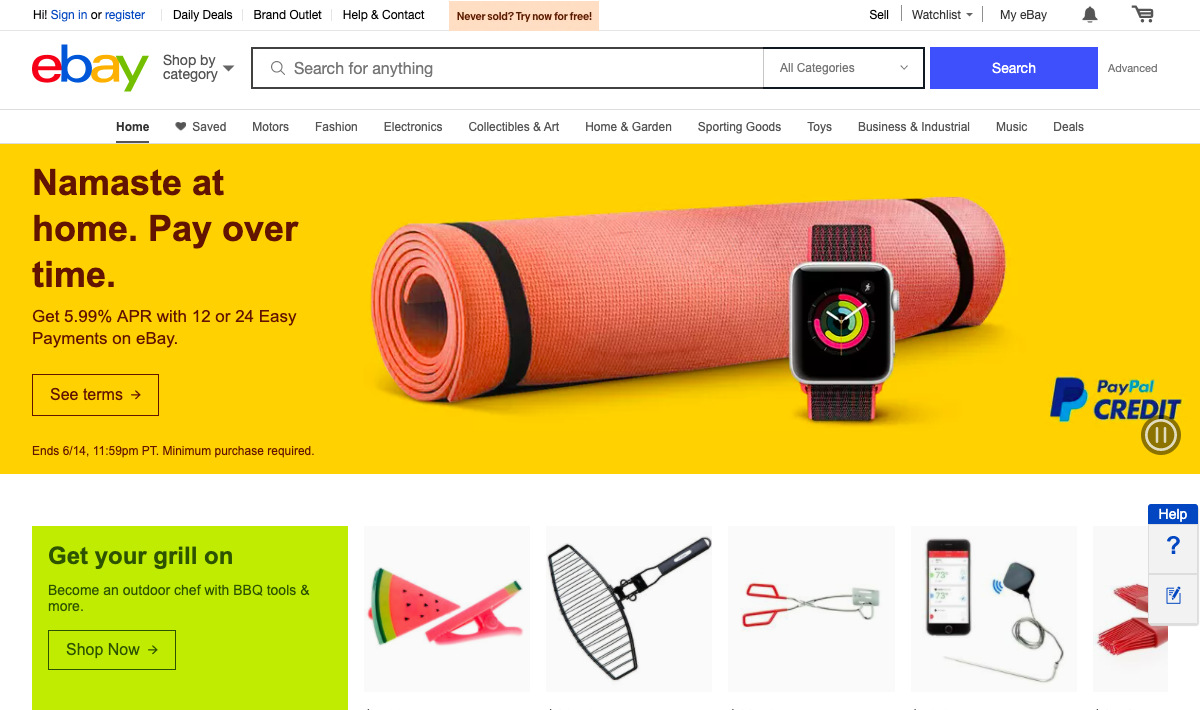 Hi! Sign in or register
Daily Deals
Brand Outlet
Help & Contact
Never sold? Try now for free!
Sell
Watchlist
My eBay
ebay
Shop by
category
Search for anything
All Categories
Search
Advanced
Home
Saved
Motors
Fashion
Electronics
Collectibles & Art
Home & Garden
Sporting Goods
Toys
Business & Industrial
Music
Deals
Namaste at
home. Pay over
time.
Get 5.99% APR with 12 or 24 Easy
Payments on eBay.
See terms
Ends 6/14, 11:59pm PT. Minimum purchase required.
PayPal
CREDIT
Help
?
Get your grill on
Become an outdoor chef with BBQ tools &
more.
Shop Now